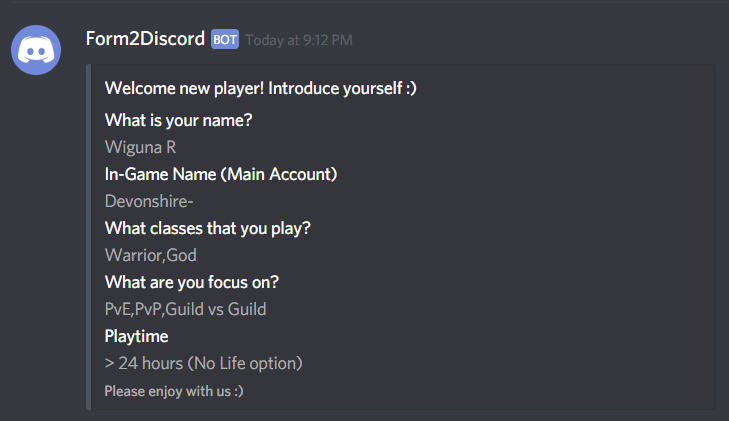 Form2Discord BOT Today at 9:12 PM
Welcome new player! Introduce yourself :)
What is your name?
Wiguna R
In-Game Name (Main Account)
Devonshire-
What classes that you play?
Warrior,God
What are you focus on?
PvE,PvP,Guild vs Guild
Playtime
> 24 hours (No Life option)
Please enjoy with us :)